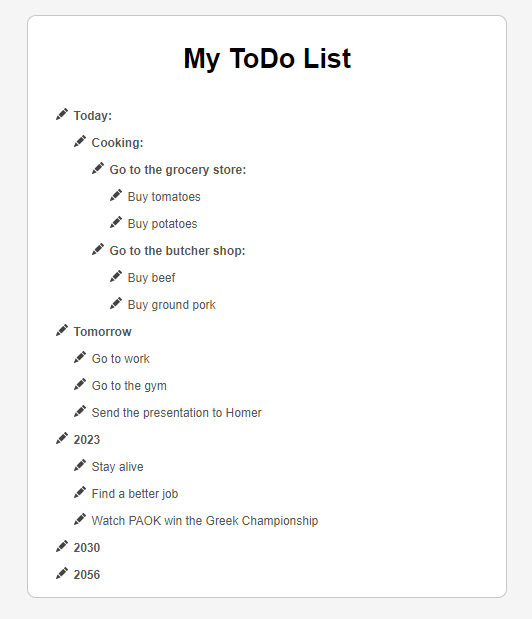 My ToDo List
Today:
Cooking:
Go to the grocery store:
Buy tomatoes
Buy potatoes
Go to the butcher shop:
Buy beef
Buy ground pork
Tomorrow
Go to work
Go to the gym
Send the presentation to Homer
2023
Stay alive
Find a better job
Watch PAOK win the Greek Championship
2030
2056